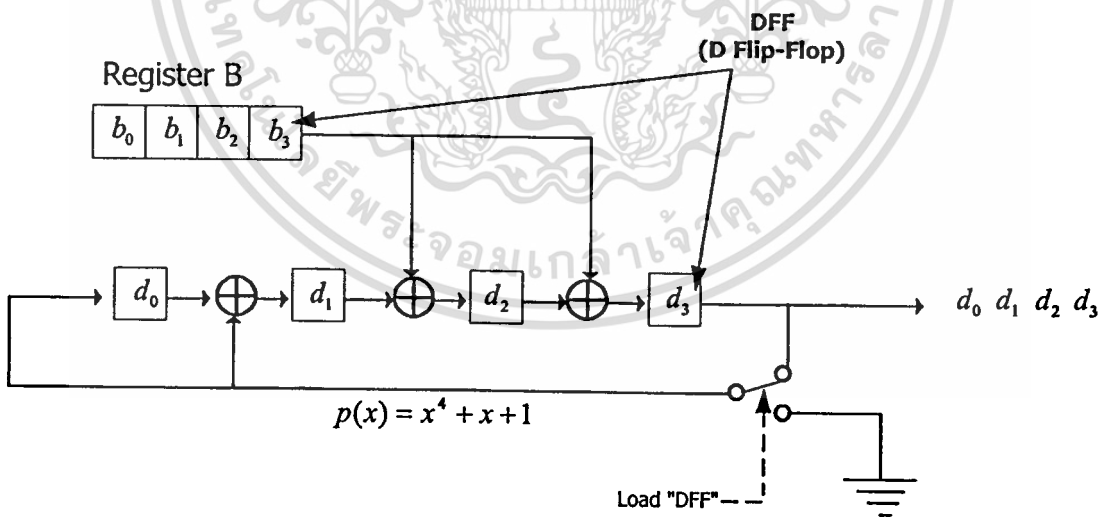 DFF
(D Flip-Flop)
Register B
b₀ b₁ b₂ b₃
d₀ d₁ d₂ d₃
d₀ d₁ d₂ d₃
p(x) = x⁴ + x + 1
Load "DFF"